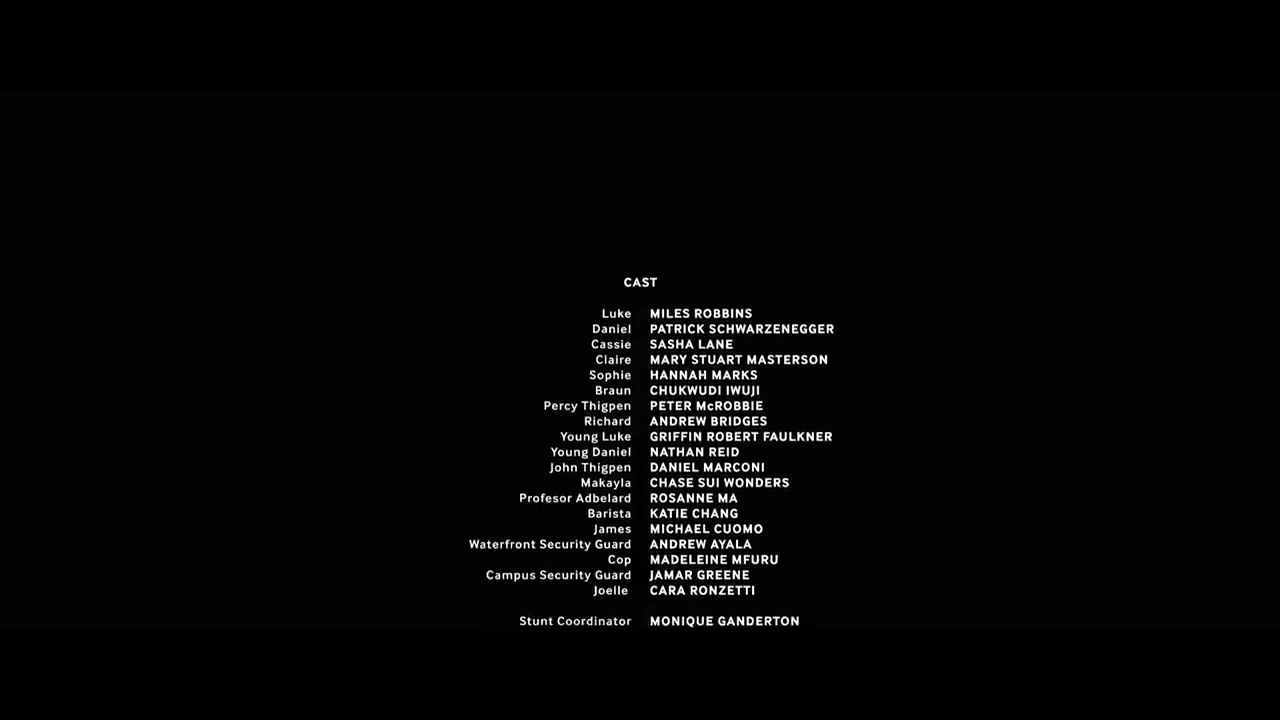 CAST
Luke MILES ROBBINS
Daniel PATRICK SCHWARZENEGGER
Cassie SASHA LANE
Claire MARY STUART MASTERSON
Sophie HANNAH MARKS
Braun CHUKWUDI IWUJI
Percy Thigpen PETER McROBBIE
Richard ANDREW BRIDGES
Young Luke GRIFFIN ROBERT FAULKNER
Young Daniel NATHAN REID
John Thigpen DANIEL MARCONI
Makayla CHASE SUI WONDERS
Profesor Adbelard ROSANNE MA
Barista KATIE CHANG
James MICHAEL CUOMO
Waterfront Security Guard ANDREW AYALA
Cop MADELEINE MFURU
Campus Security Guard JAMAR GREENE
Joelle CARA RONZETTI
Stunt Coordinator MONIQUE GANDERTON